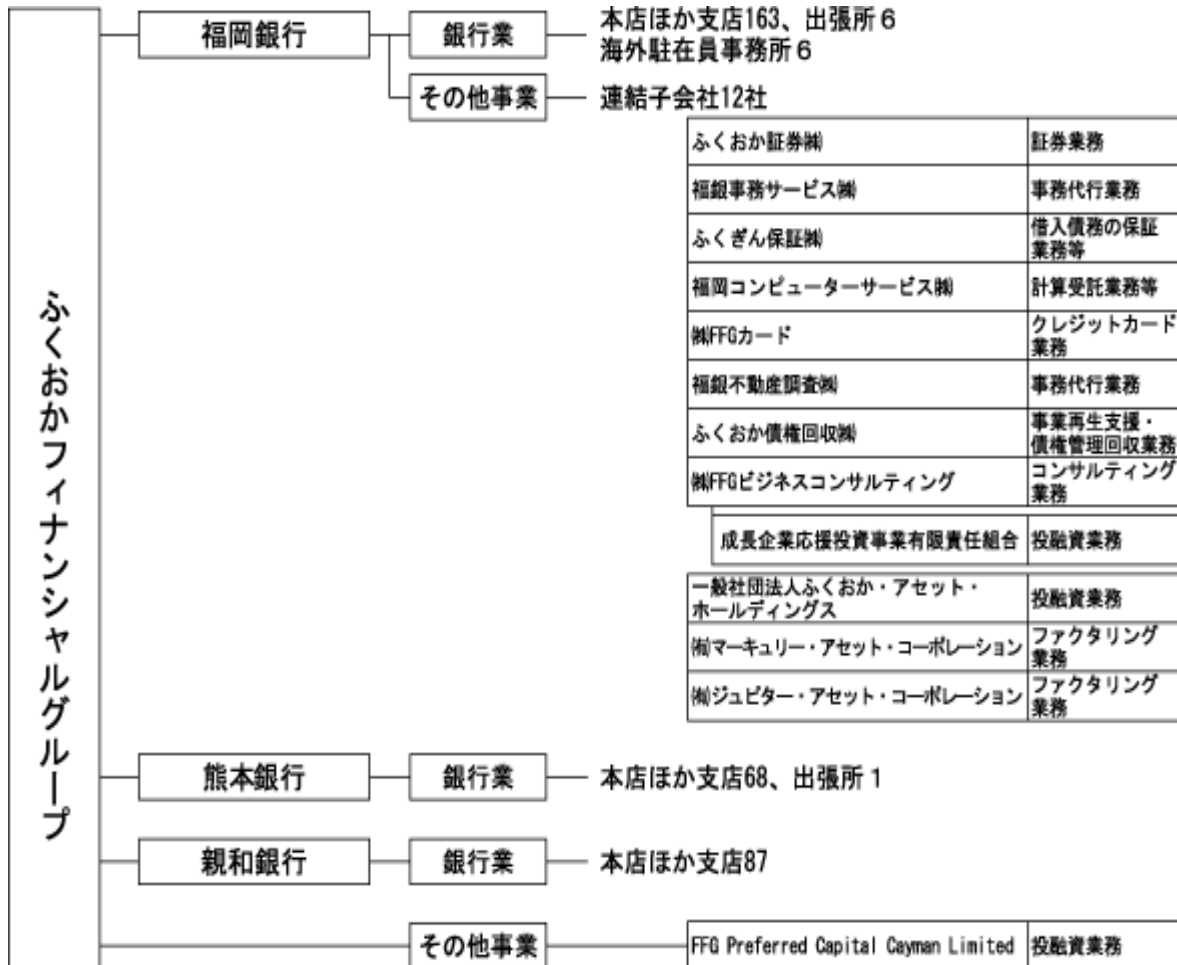 ふくおかフィナンシャルグループ
福岡銀行
銀行業
本店ほか支店163、出張所6
海外駐在員事務所6
その他事業
連結子会社12社
ふくおか証券㈱
証券業務
福銀事務サービス㈱
事務代行業務
ふくぎん保証㈱
借入債務の保証
業務等
福岡コンピューターサービス㈱
計算受託業務等
㈱FFGカード
クレジットカード
業務
福銀不動産調査㈱
事務代行業務
ふくおか債権回収㈱
事業再生支援・
債権管理回収業務
㈱FFGビジネスコンサルティング
コンサルティング
業務
成長企業応援投資事業有限責任組合
投融資業務
一般社団法人ふくおか・アセット・
ホールディングス
投融資業務
㈲マーキュリー・アセット・コーポレーション
ファクタリング
業務
㈲ジュピター・アセット・コーポレーション
ファクタリング
業務
熊本銀行
銀行業
本店ほか支店68、出張所1
親和銀行
銀行業
本店ほか支店87
その他事業
FFG Preferred Capital Cayman Limited
投融資業務